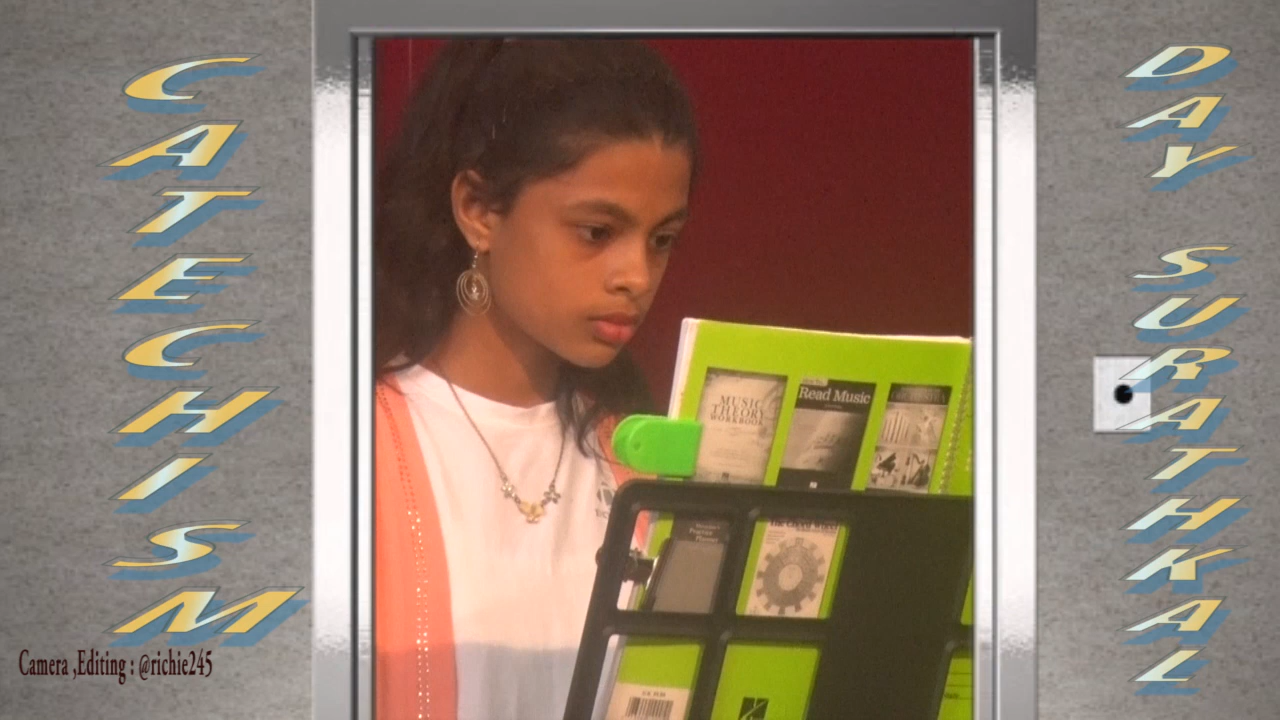 CATECHISM
DAY SURATHKAL
MUSIC
THEORY
WORKBOOK
Read Music
Camera ,Editing : @richie245